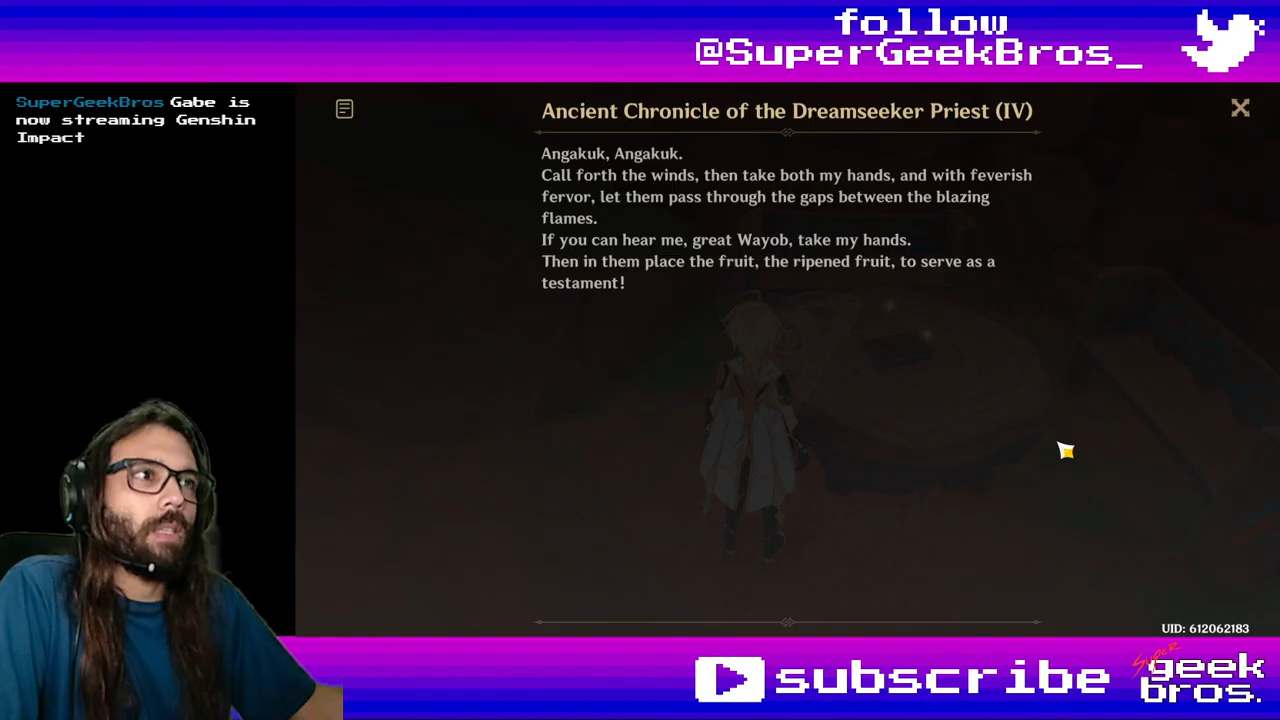 follow
@SuperGeekBros_
SuperGeekBros Gabe is
now streaming Genshin
Impact
Ancient Chronicle of the Dreamseeker Priest (IV)
Angakuk, Angakuk.
Call forth the winds, then take both my hands, and with feverish
fervor, let them pass through the gaps between the blazing
flames.
If you can hear me, great Wayob, take my hands.
Then in them place the fruit, the ripened fruit, to serve as a
testament!
UID: 612062183
subscribe
SUPER
geek
bros.